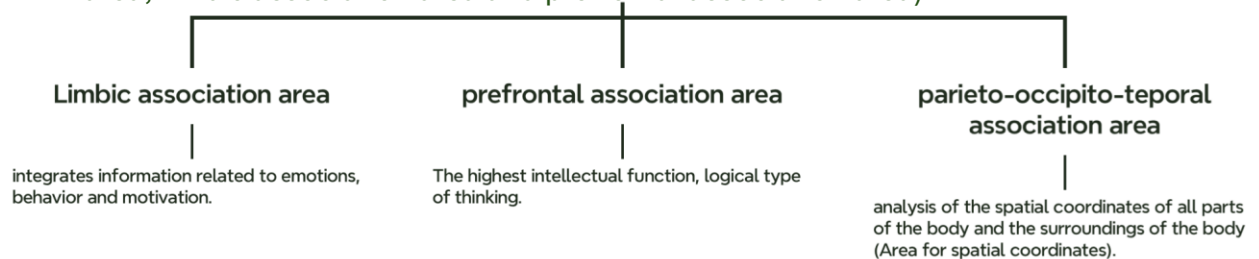 Limbic association area
prefrontal association area
parieto-occipito-teporal
association area
integrates information related to emotions,
behavior and motivation.
The highest intellectual function, logical type
of thinking.
analysis of the spatial coordinates of all parts
of the body and the surroundings of the body
(Area for spatial coordinates).